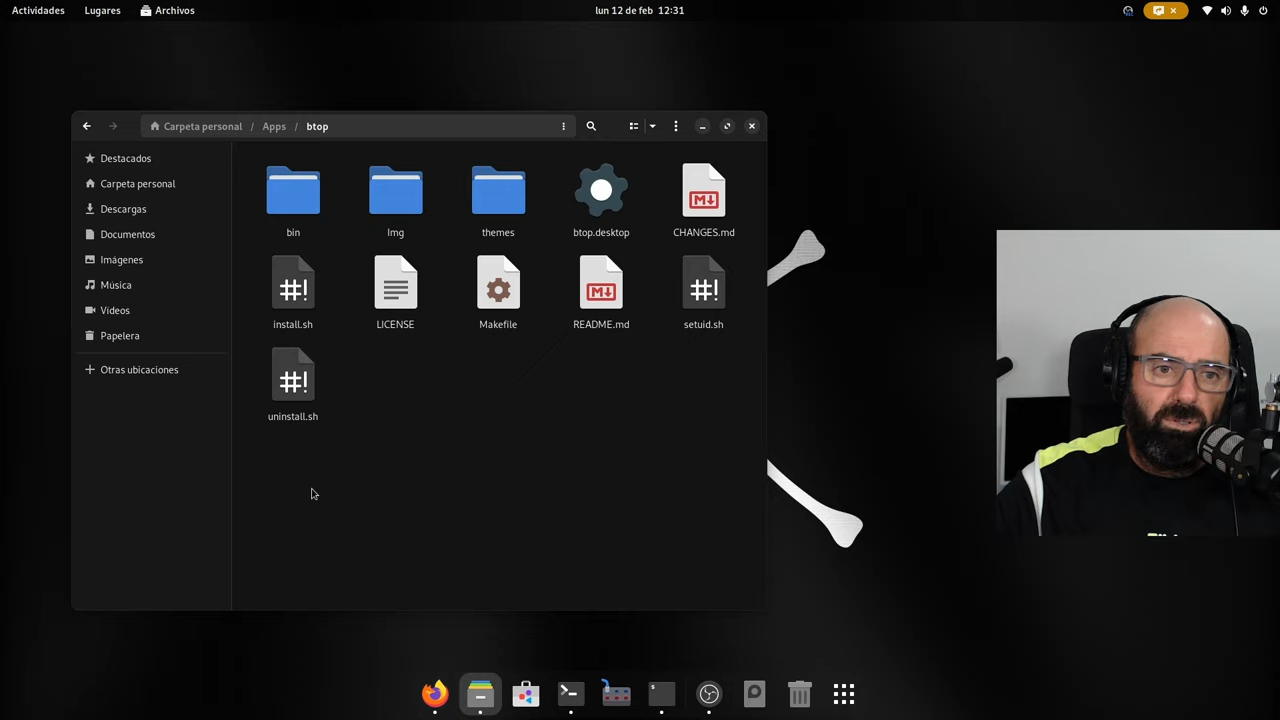 Actividades Lugares Archivos lun 12 de feb 12:31
Carpeta personal / Apps / btop
Destacados
Carpeta personal
Descargas
Documentos
Imágenes
Música
Vídeos
Papelera
Otras ubicaciones
bin Img themes btop.desktop CHANGES.md
install.sh LICENSE Makefile README.md setuid.sh
uninstall.sh